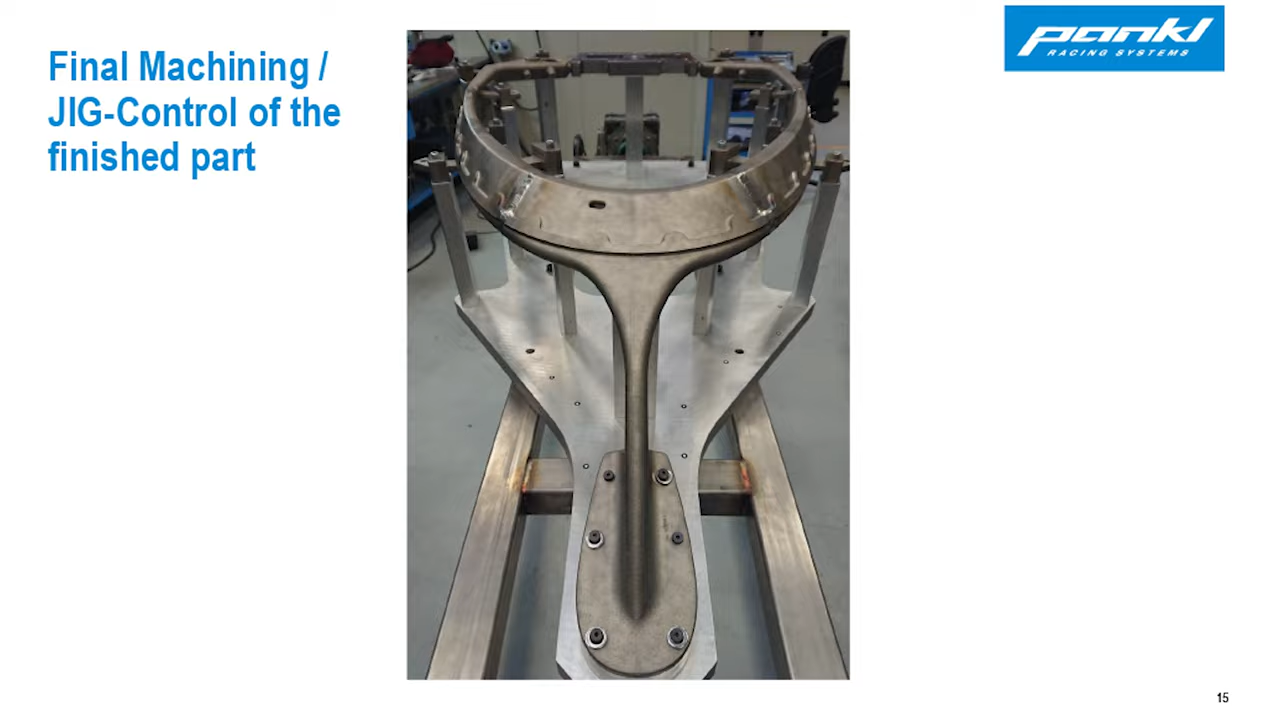 Final Machining /
JIG-Control of the
finished part
pankl
RACING SYSTEMS
15